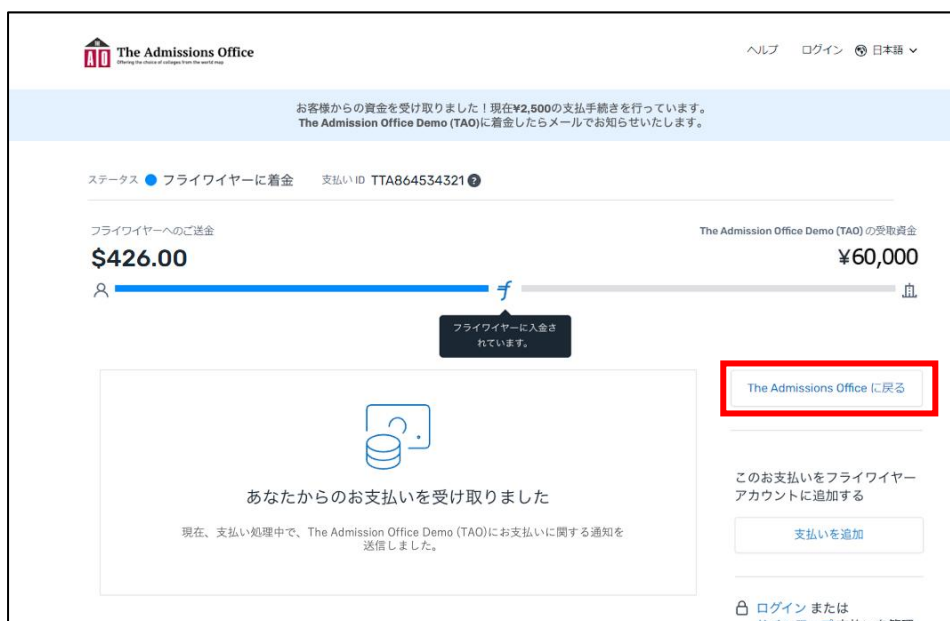 The Admissions Office
Offering the choice of colleges from the world map
ヘルプ ログイン 日本語
お客様からの資金を受け取りました！現在¥2,500の支払手続きを行っています。
The Admission Office Demo (TAO)に着金したらメールでお知らせいたします。
ステータス フライワイヤーに着金 支払い ID TTA864534321 ?
フライワイヤーへのご送金
$426.00
The Admission Office Demo (TAO) の受取資金
¥60,000
フライワイヤーに入金さ
れています。
The Admissions Office に戻る
あなたからのお支払いを受け取りました
現在、支払い処理中で、The Admission Office Demo (TAO)にお支払いに関する通知を
送信しました。
このお支払いをフライワイヤー
アカウントに追加する
支払いを追加
ログイン または